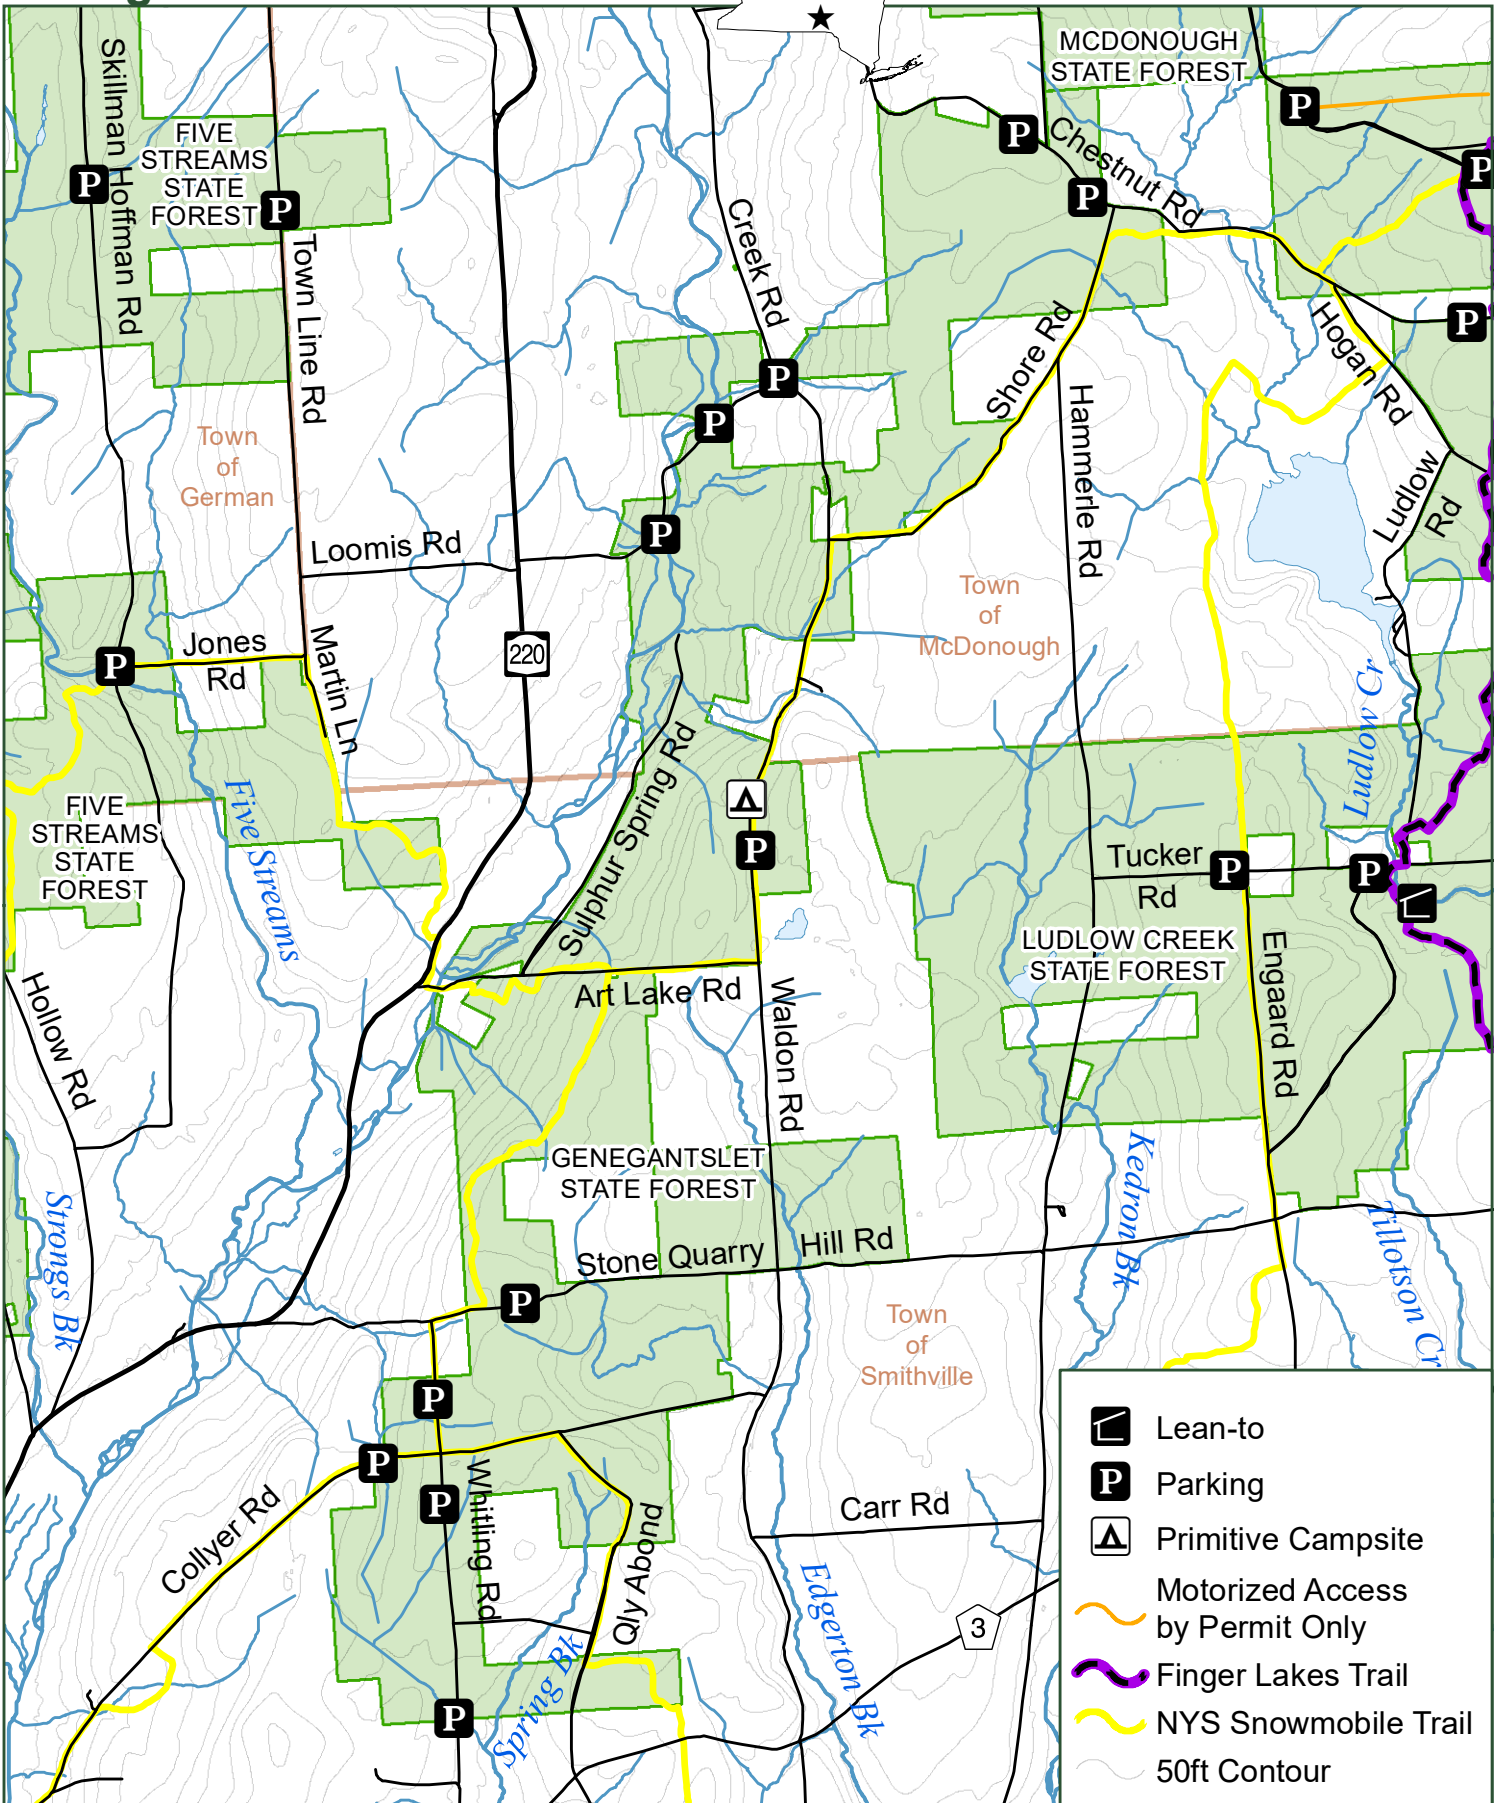 MCDONOUGH
STATE FOREST
P
P
P
P
Chestnut Rd
Skillman Hoffman Rd
FIVE
STREAMS
STATE
FOREST
P
P
Town Line Rd
Creek Rd
Shore Rd
Hogan Rd
P
P
P
Hammerle Rd
Ludlow
Rd
Town
of
German
Loomis Rd
P
Town
of
McDonough
Jones
Rd
P
Martin Ln
220
Ludlow Cr
Sulphur Spring Rd
FIVE
STREAMS
STATE
FOREST
Five Streams
P
Tucker
Rd
P
P
LUDLOW CREEK
STATE FOREST
Engaard Rd
Art Lake Rd
Waldon Rd
Hollow Rd
GENEGANTSLET
STATE FOREST
Kedron Bk
Tillotson Cr
Strongs Bk
Stone Quarry Hill Rd
P
Town
of
Smithville
P
P
P
Whitling Rd
Collyer Rd
Qly Abond
Carr Rd
Edgerton Bk
3
Spring Bk
P
Lean-to
P Parking
Primitive Campsite
Motorized Access
by Permit Only
Finger Lakes Trail
NYS Snowmobile Trail
50ft Contour